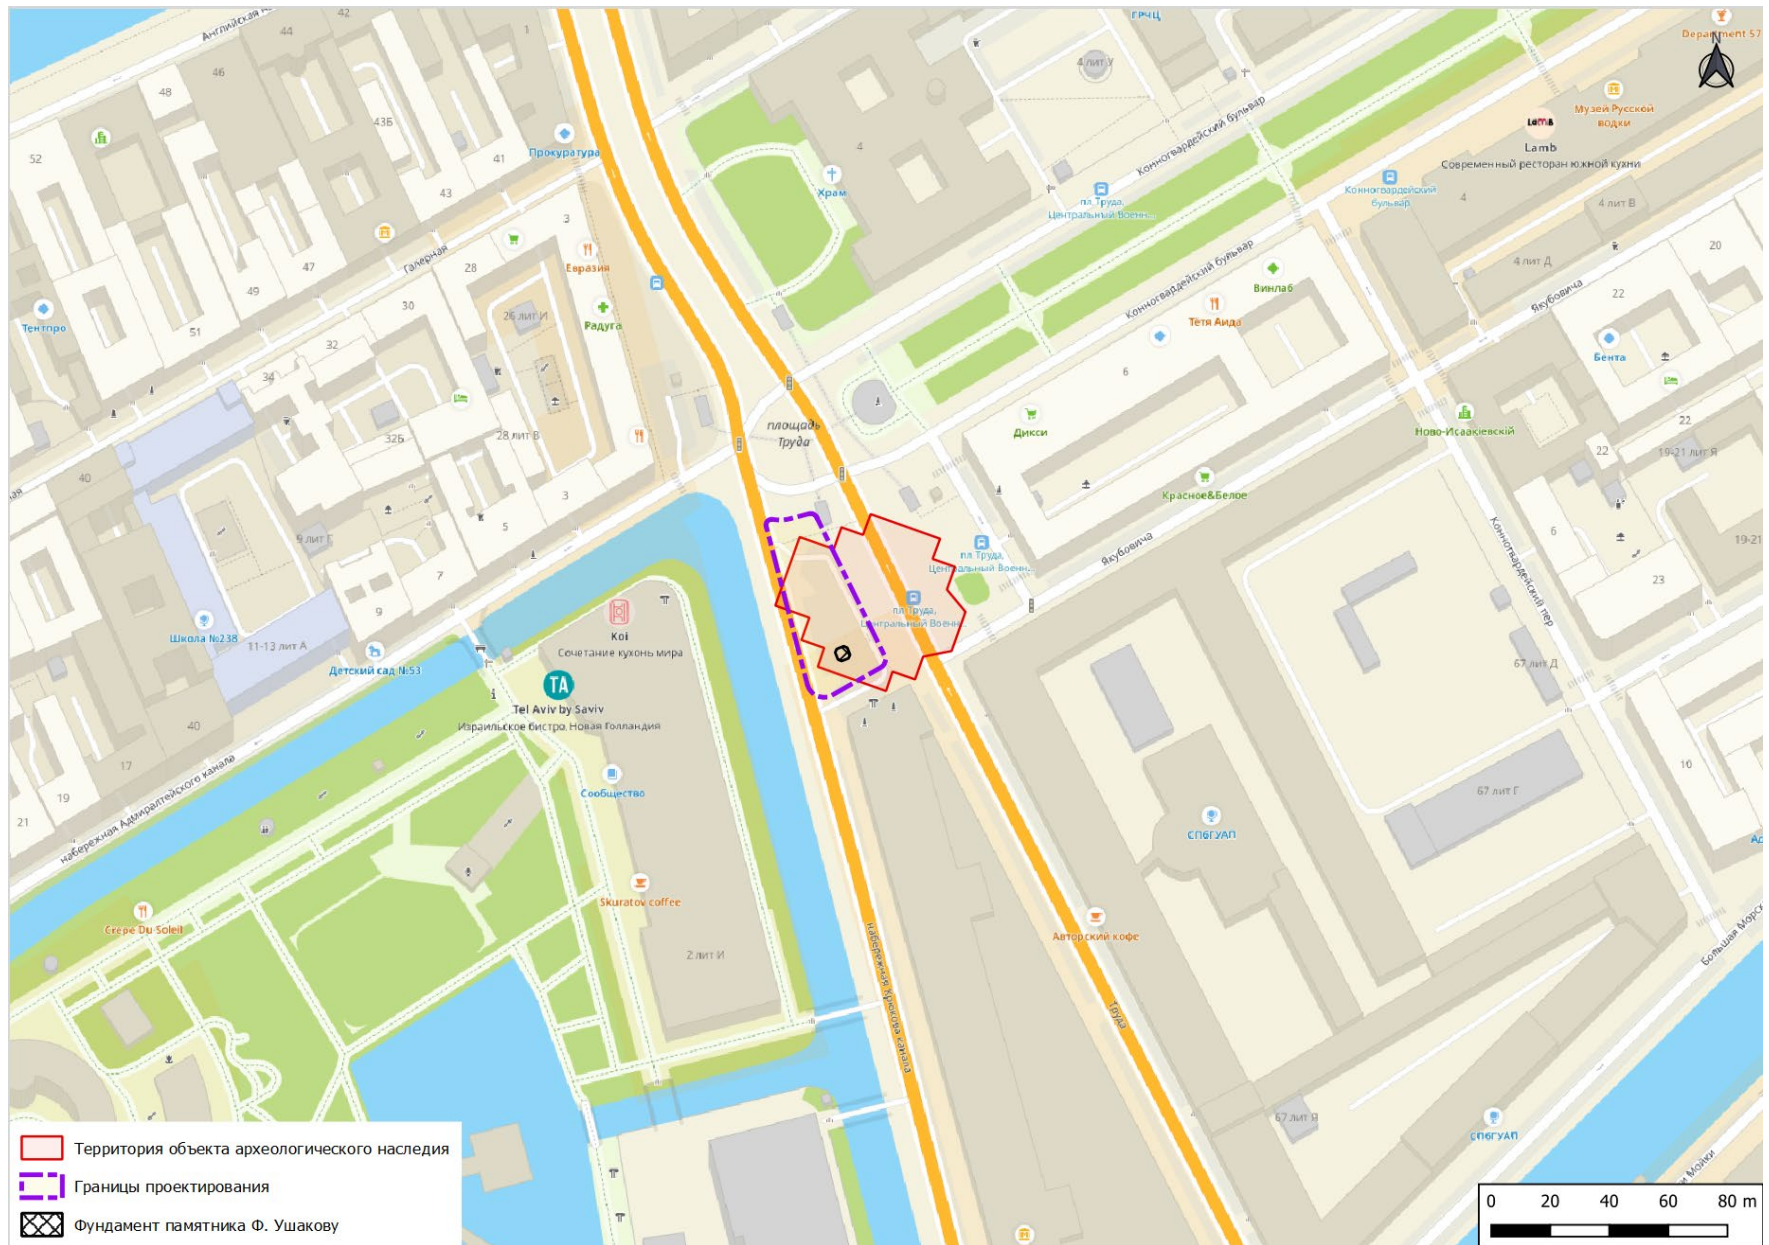 Английская
42
44
1
ГРЧЦ
Department 57
N
46
4 лит У
48
43Б
Прокуратура
Музей Русской
водки
Lamb
Lamb
Современный ресторан южной кухни
52
41
43
4
Храм
Конногвардейский бульвар
Конногвардейский
бульвар
пл Труда,
Центральный Военн...
4
4 лит В
3
Галерная
47
28
Евразия
20
4 лит Д
49
30
26 лит И
Радуга
Конногвардейский бульвар
Винлаб
Якубовича
22
Тентпро
51
32
Тётя Аида
Бента
34
6
площадь
Труда
32Б
28 лит В
Дикси
Ново-Исаакіевскій
22
22
19-21 лит Я
40
3
Красное&Белое
5
9 лит Г
7
пл Труда,
Центральный Военн...
Якубовича
Конногвардейский пер
6
19-21
23
9
пл Труда,
Центральный Военн...
Школа №238
11-13 лит А
Детский сад №53
Koi
Сочетание кухонь мира
67 лит Д
TA
Tel Aviv by Saviv
Израильское бистро, Новая Голландия
40
17
набережная Адмиралтейского канала
19
21
Сообщество
10
67 лит Г
СПбГУАП
Crêpe Du Soleil
Skuratov coffee
Авторский кофе
2 лит И
набережная Крюкова канала
Труда
Большая Морск
67 лит Я
СПбГУАП
Мойки
Территория объекта археологического наследия
Границы проектирования
Фундамент памятника Ф. Ушакову
0 20 40 60 80 m